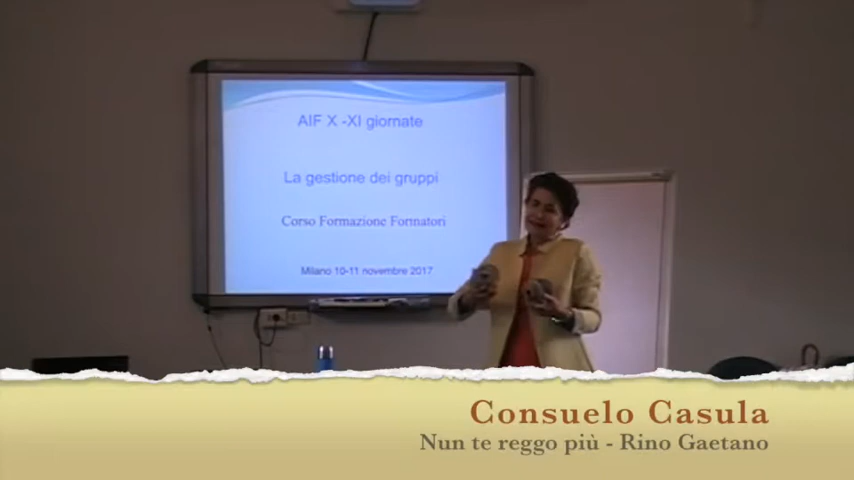 AIF X -XI giornate
La gestione dei gruppi
Corso Formazione Formatori
Milano 10-11 novembre 2017
Consuelo Casula
Nun te reggo più - Rino Gaetano